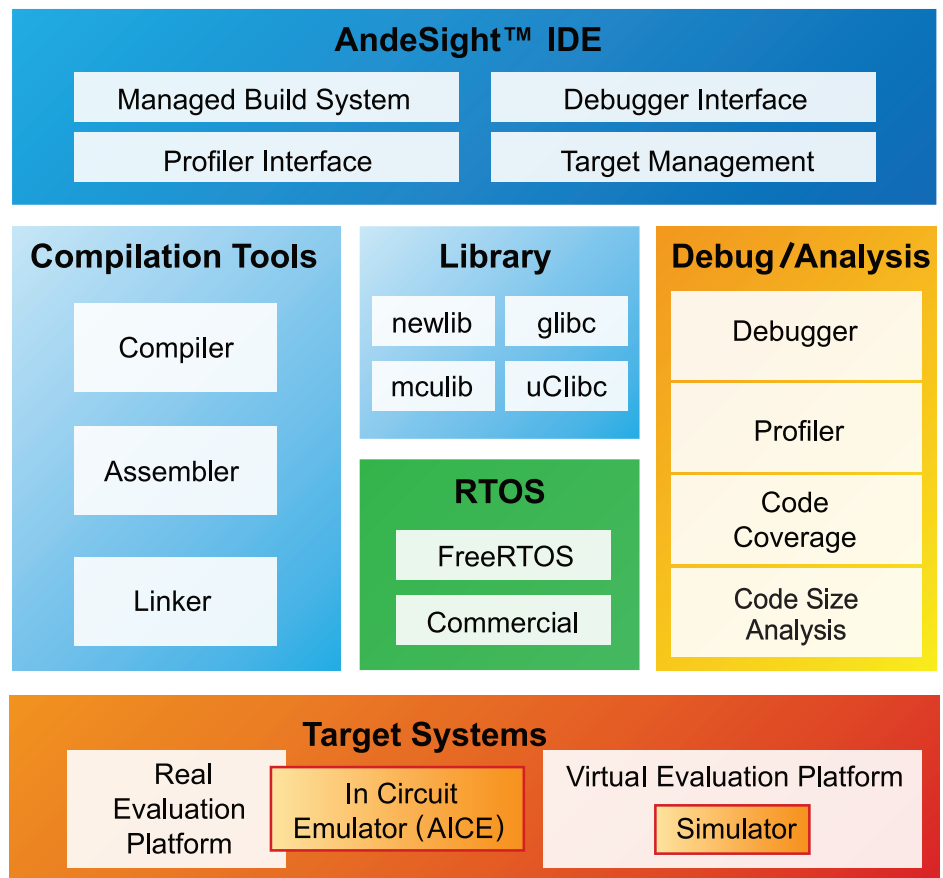 AndeSight™ IDE
Managed Build System
Debugger Interface
Profiler Interface
Target Management
Compilation Tools
Compiler
Assembler
Linker
Library
newlib
glibc
mculib
uClibc
RTOS
FreeRTOS
Commercial
Debug/Analysis
Debugger
Profiler
Code
Coverage
Code Size
Analysis
Target Systems
Real
Evaluation
Platform
In Circuit
Emulator (AICE)
Virtual Evaluation Platform
Simulator